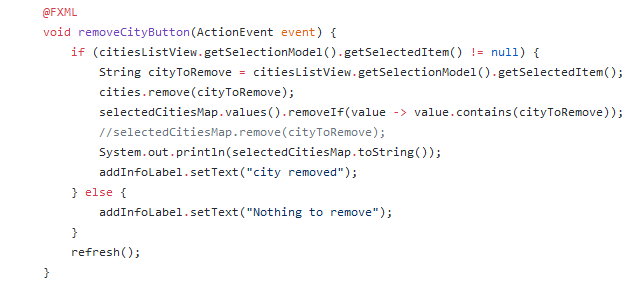 @FXML
void removeCityButton(ActionEvent event) {
    if (citiesListView.getSelectionModel().getSelectedItem() != null) {
        String cityToRemove = citiesListView.getSelectionModel().getSelectedItem();
        cities.remove(cityToRemove);
        selectedCitiesMap.values().removeIf(value -> value.contains(cityToRemove));
        //selectedCitiesMap.remove(cityToRemove);
        System.out.println(selectedCitiesMap.toString());
        addInfoLabel.setText("city removed");
    } else {
        addInfoLabel.setText("Nothing to remove");
    }
    refresh();
}